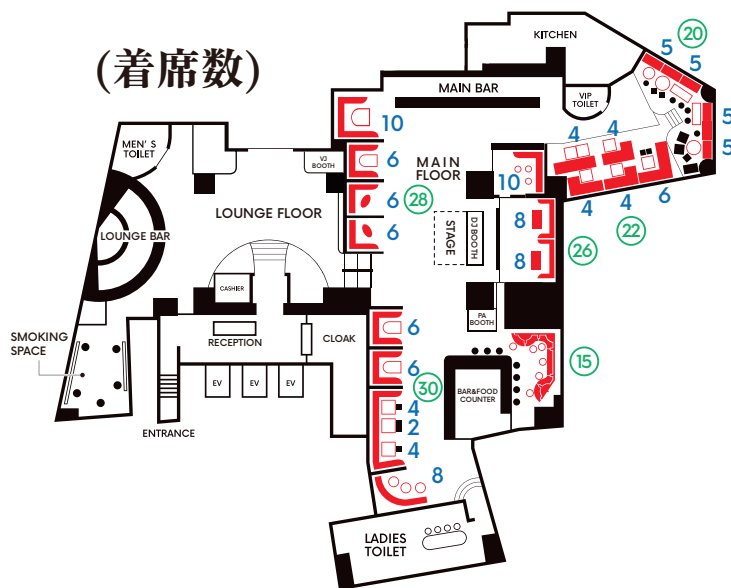 (着席数)
KITCHEN
20
5
5
MAIN BAR
VIP
TOILET
10
5
4
4
5
MEN' S
TOILET
VJ
BOOTH
6
MAIN
FLOOR
10
6
28
4
4
6
22
LOUNGE FLOOR
LOUNGE BAR
6
STAGE
DJ BOOTH
8
8
26
CASHIER
SMOKING
SPACE
RECEPTION
CLOAK
6
PA
BOOTH
6
15
EV
EV
EV
30
BAR&FOOD
COUNTER
4
2
4
ENTRANCE
8
LADIES
TOILET